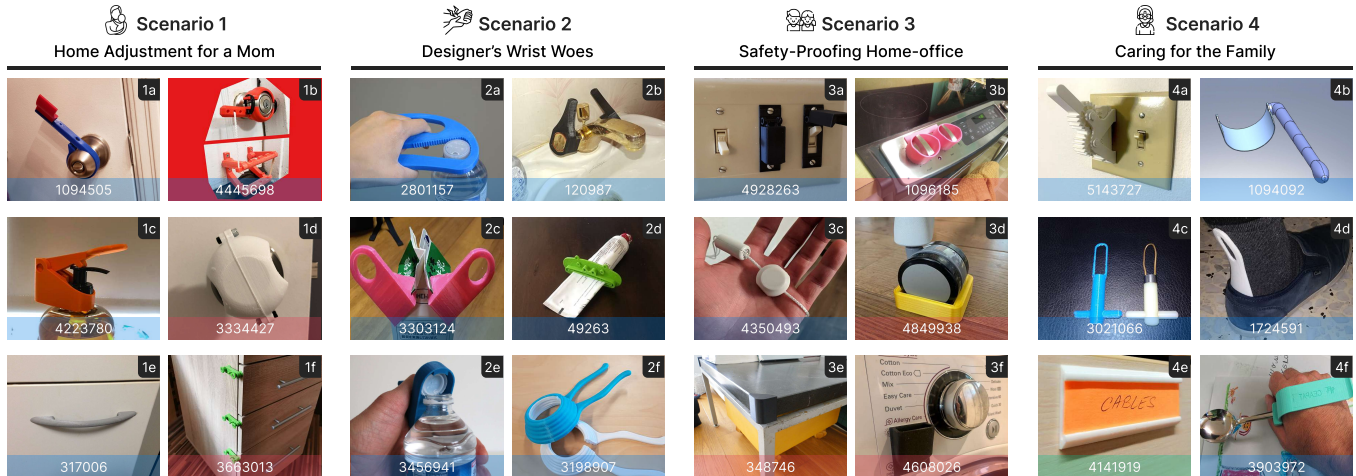 Scenario 1
Home Adjustment for a Mom
1a
1094505
1b
4445698
1c
4223780
1d
3334427
1e
317006
1f
3663013
Scenario 2
Designer's Wrist Woes
2a
2801157
2b
120987
2c
3303124
2d
49263
2e
3456941
2f
3198907
Scenario 3
Safety-Proofing Home-office
3a
4928263
3b
1096185
3c
4350493
3d
4849938
3e
348746
3f
Cotton
Cotton Eco
Mix
Easy Care
Duvet
Allergy Care
4608026
Scenario 4
Caring for the Family
4a
5143727
4b
1094092
4c
3021066
4d
1724591
4e
CABLES
4141919
4f
3903972